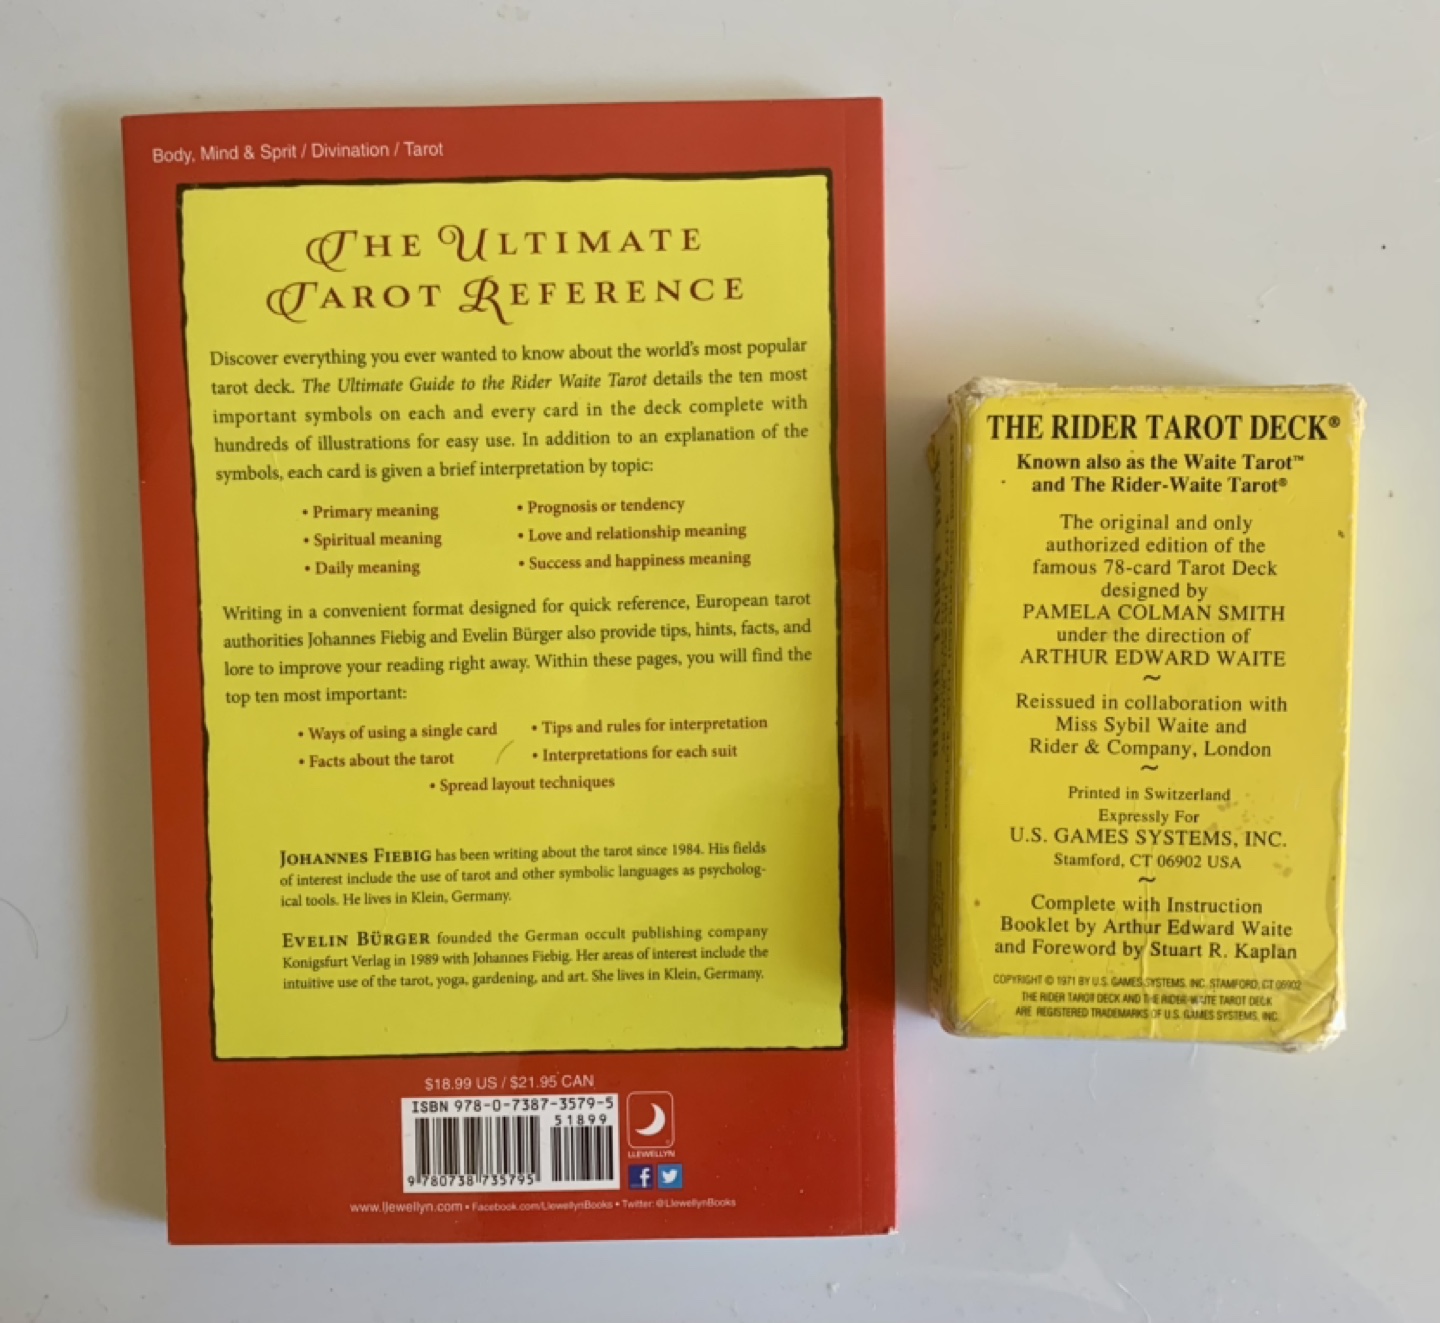 Body, Mind & Sprit / Divination / Tarot
THE ULTIMATE
TAROT REFERENCE
Discover everything you ever wanted to know about the world's most popular
tarot deck. The Ultimate Guide to the Rider Waite Tarot details the ten most
important symbols on each and every card in the deck complete with
hundreds of illustrations for easy use. In addition to an explanation of the
symbols, each card is given a brief interpretation by topic:
• Primary meaning
• Spiritual meaning
• Daily meaning
• Prognosis or tendency
• Love and relationship meaning
• Success and happiness meaning
Writing in a convenient format designed for quick reference, European tarot
authorities Johannes Fiebig and Evelin Bürger also provide tips, hints, facts, and
lore to improve your reading right away. Within these pages, you will find the
top ten most important:
• Ways of using a single card
• Facts about the tarot
• Tips and rules for interpretation
• Interpretations for each suit
• Spread layout techniques
JOHANNES FIEBIG has been writing about the tarot since 1984. His fields
of interest include the use of tarot and other symbolic languages as psycholog-
ical tools. He lives in Klein, Germany.
EVELIN BÜRGER founded the German occult publishing company
Konigsfurt Verlag in 1989 with Johannes Fiebig. Her areas of interest include the
intuitive use of the tarot, yoga, gardening, and art. She lives in Klein, Germany.
$18.99 US / $21.95 CAN
ISBN 978-0-7387-3579-5
51899
9 780738 735795
LLEWELLYN
www.llewellyn.com • Facebook.com/LlewellynBooks • Twitter: @LlewellynBooks
THE RIDER TAROT DECK®
Known also as the Waite Tarot™
and The Rider-Waite Tarot®
The original and only
authorized edition of the
famous 78-card Tarot Deck
designed by
PAMELA COLMAN SMITH
under the direction of
ARTHUR EDWARD WAITE
~
Reissued in collaboration with
Miss Sybil Waite and
Rider & Company, London
~
Printed in Switzerland
Expressly For
U.S. GAMES SYSTEMS, INC.
Stamford, CT 06902 USA
~
Complete with Instruction
Booklet by Arthur Edward Waite
and Foreword by Stuart R. Kaplan
COPYRIGHT © 1971 BY U.S. GAMES SYSTEMS, INC. STAMFORD, CT 06902
THE RIDER TAROT DECK AND THE RIDER-WAITE TAROT DECK
ARE REGISTERED TRADEMARKS OF U.S. GAMES SYSTEMS, INC.